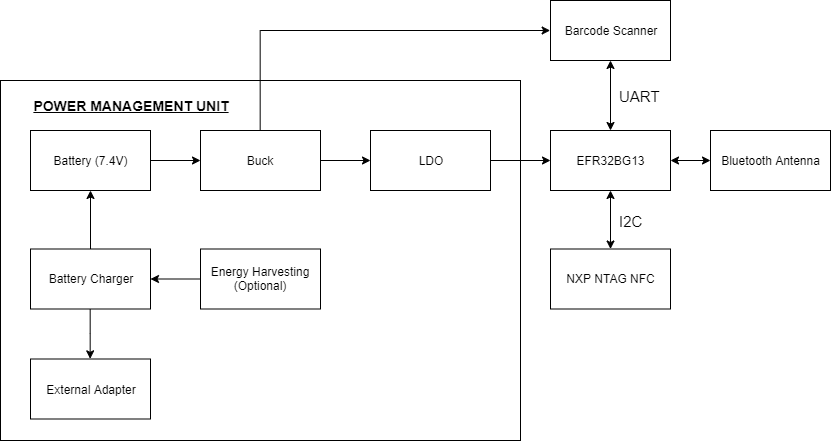 Barcode Scanner
UART
POWER MANAGEMENT UNIT
Battery (7.4V)
Buck
LDO
EFR32BG13
Bluetooth Antenna
I2C
Battery Charger
Energy Harvesting
(Optional)
NXP NTAG NFC
External Adapter